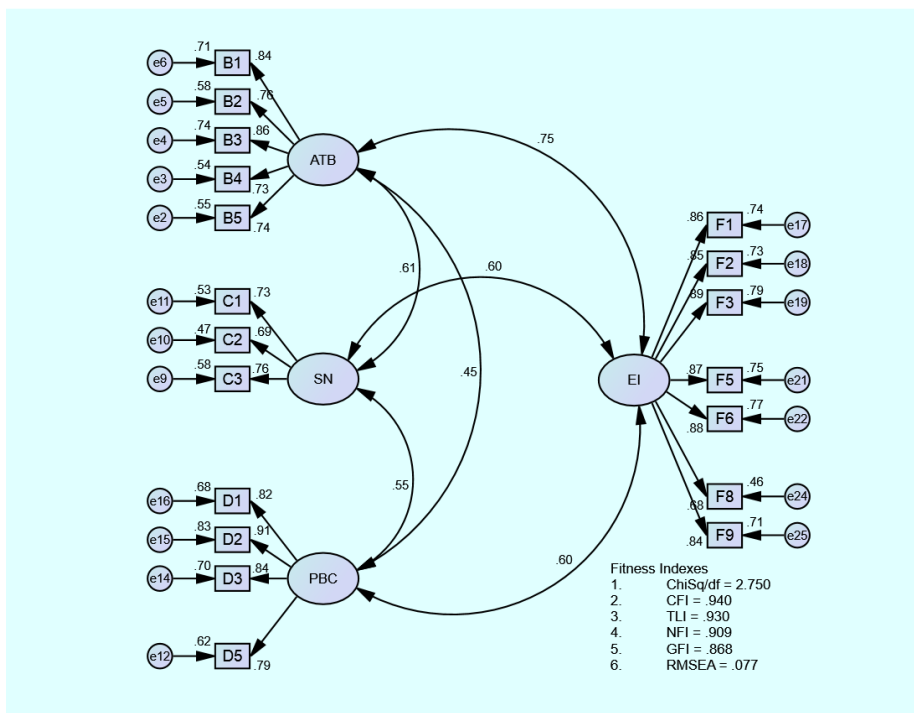 .71
e6 B1 .84
.58
e5 B2 .76
.74
e4 B3 .86
ATB
.54
e3 B4
.73
.55
e2 B5
.74
.75
.61
.60
.45
.55
.60
.53
e11 C1 .73
.47
e10 C2 .69
.58
e9 C3 .76
SN
.68
e16 D1 .82
.83
e15 D2 .91
.70
e14 D3 .84
PBC
.62
e12 D5
.79
EI
.86 F1 .74 e17
.85 F2 .73 e18
.89 F3 .79 e19
.87 F5 .75 e21
.88 F6 .77 e22
.68 F8 .46 e24
.84 F9 .71 e25
Fitness Indexes
1. ChiSq/df = 2.750
2. CFI = .940
3. TLI = .930
4. NFI = .909
5. GFI = .868
6. RMSEA = .077